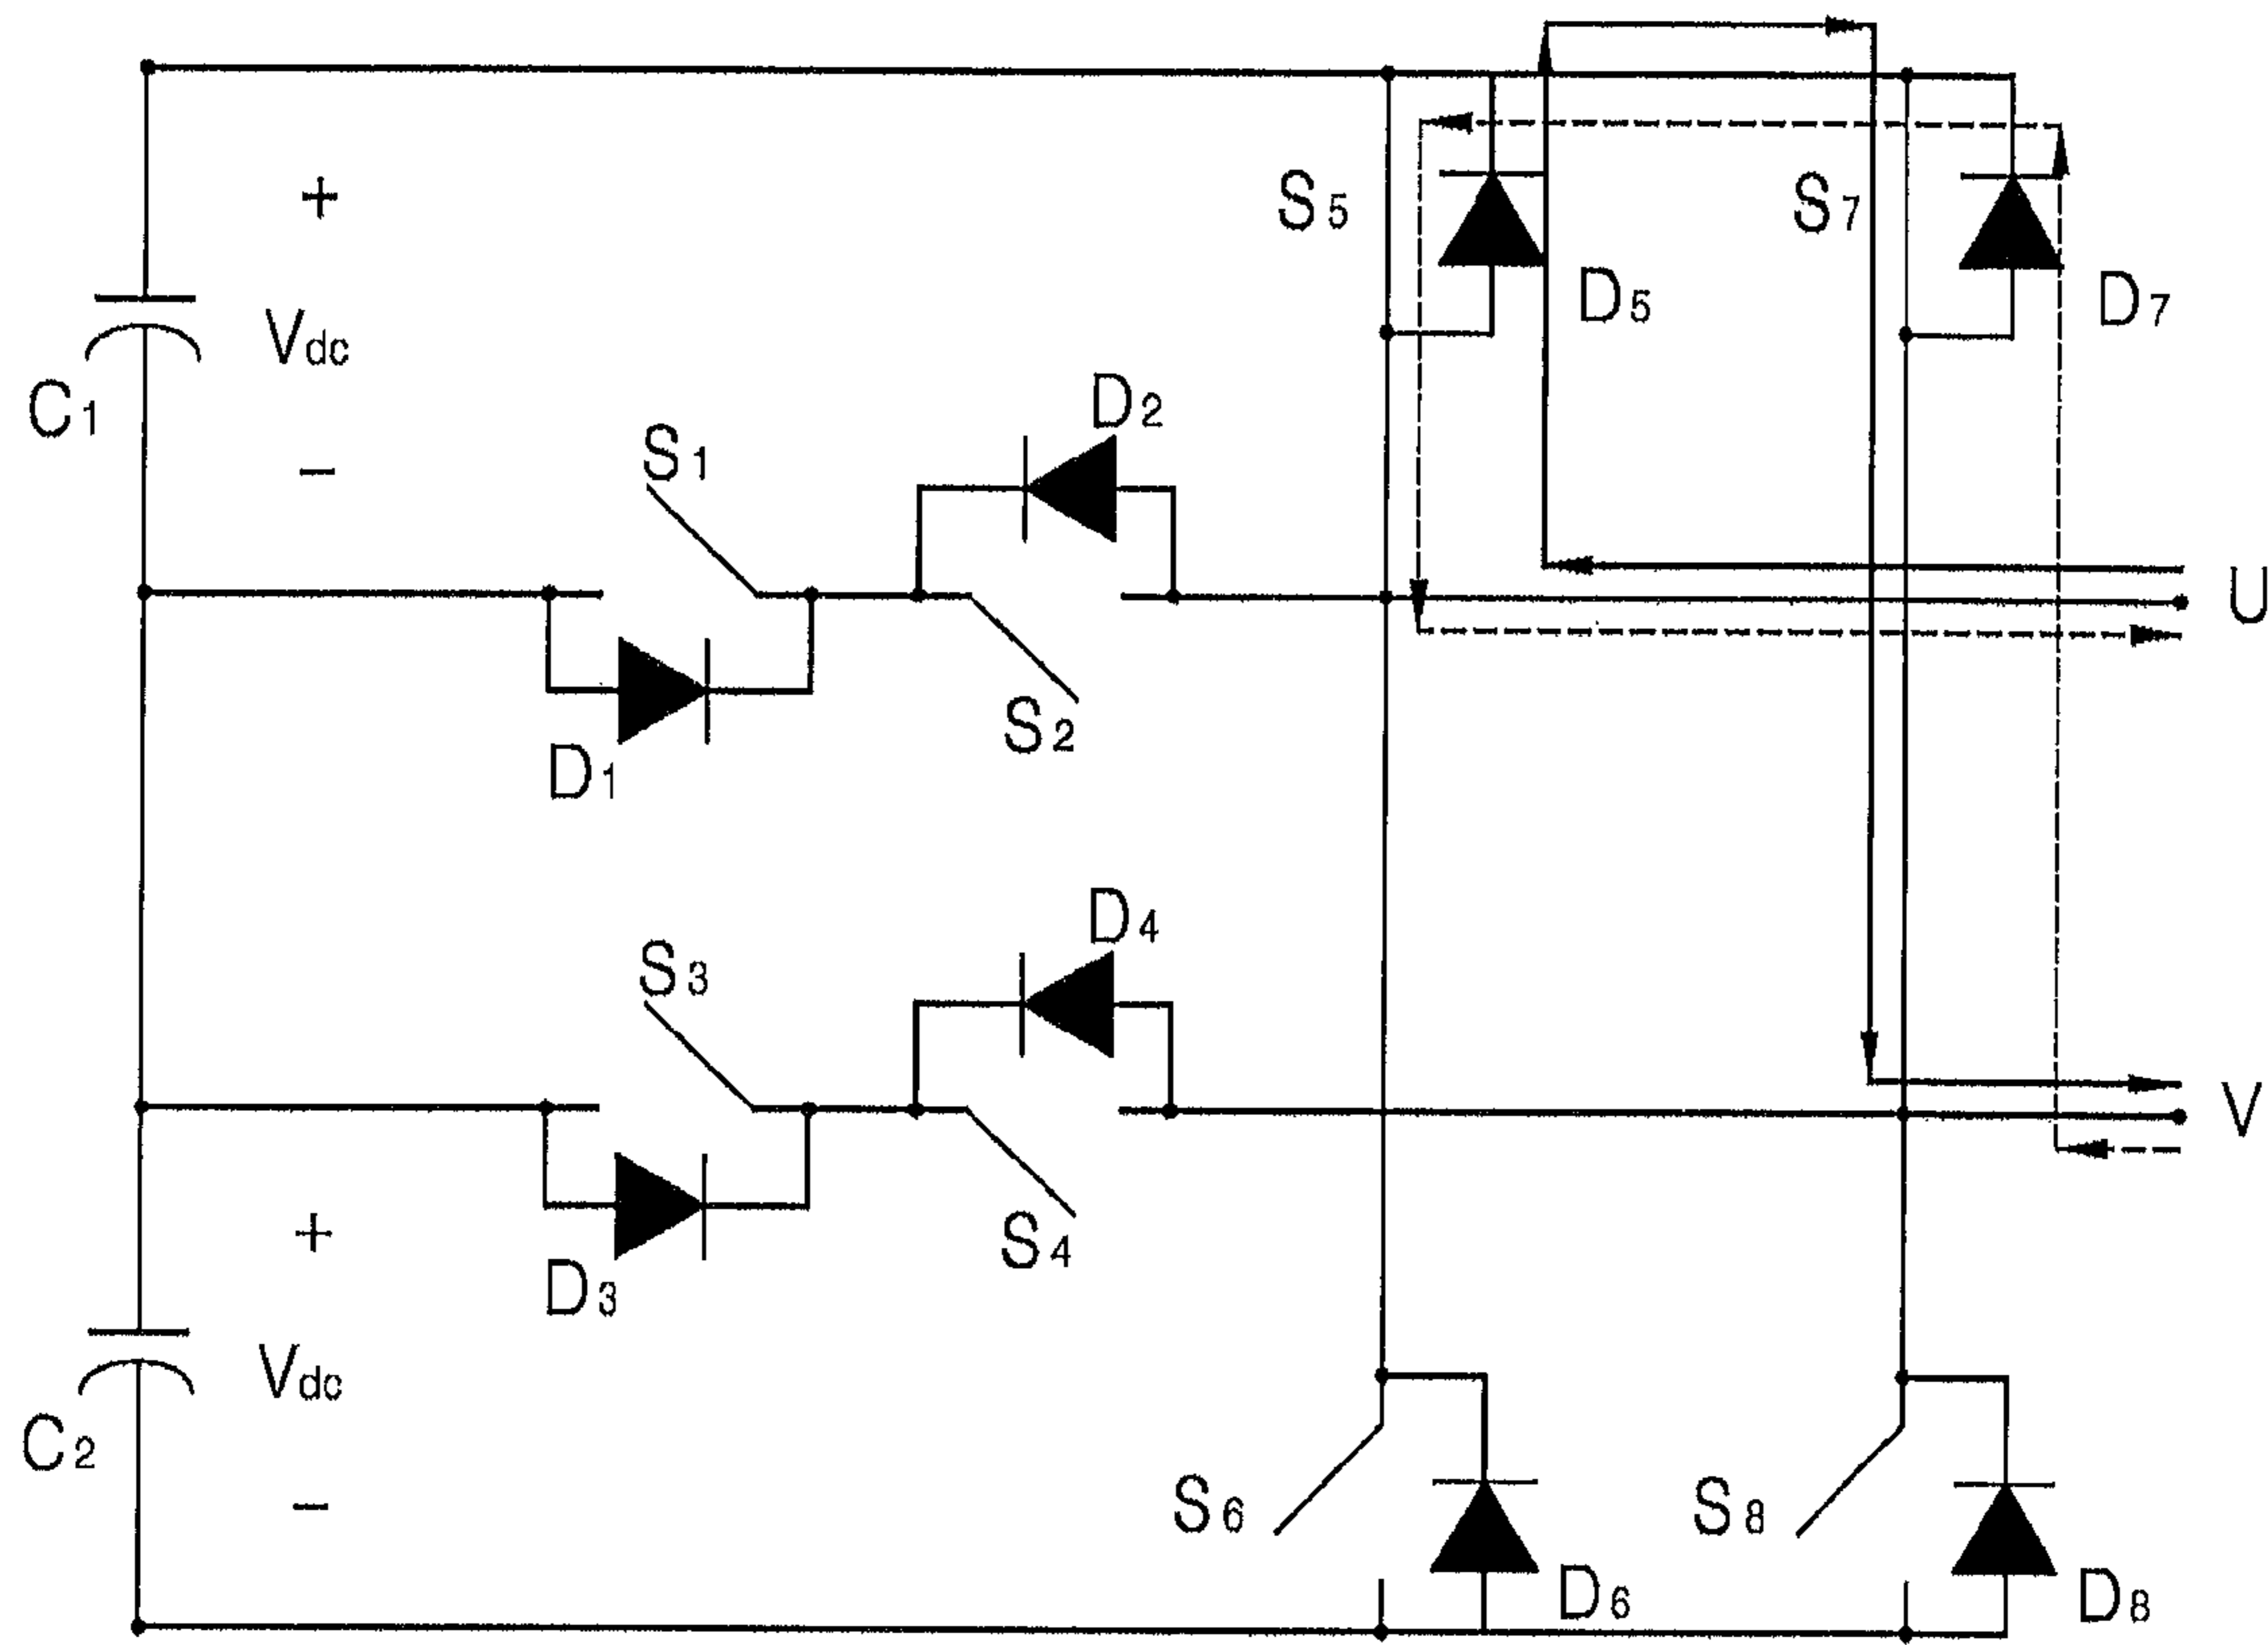 +
S5
S7
D5
D7
Vdc
C1
D2
S1
−
U
S2
D1
D4
S3
V
+
S4
D3
Vdc
C2
S6
S8
−
D6
D8